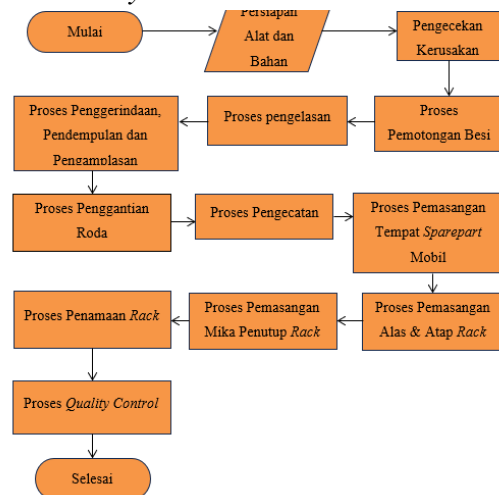 Mulai
Persiapan
Alat dan
Bahan
Pengecekan
Kerusakan
Proses
Pemotongan Besi
Proses pengelasan
Proses Penggerindaan,
Pendempulan dan
Pengamplasan
Proses Penggantian
Roda
Proses Pengecatan
Proses Pemasangan
Tempat Sparepart
Mobil
Proses Pemasangan
Alas & Atap Rack
Proses Pemasangan
Mika Penutup Rack
Proses Penamaan Rack
Proses Quality Control
Selesai